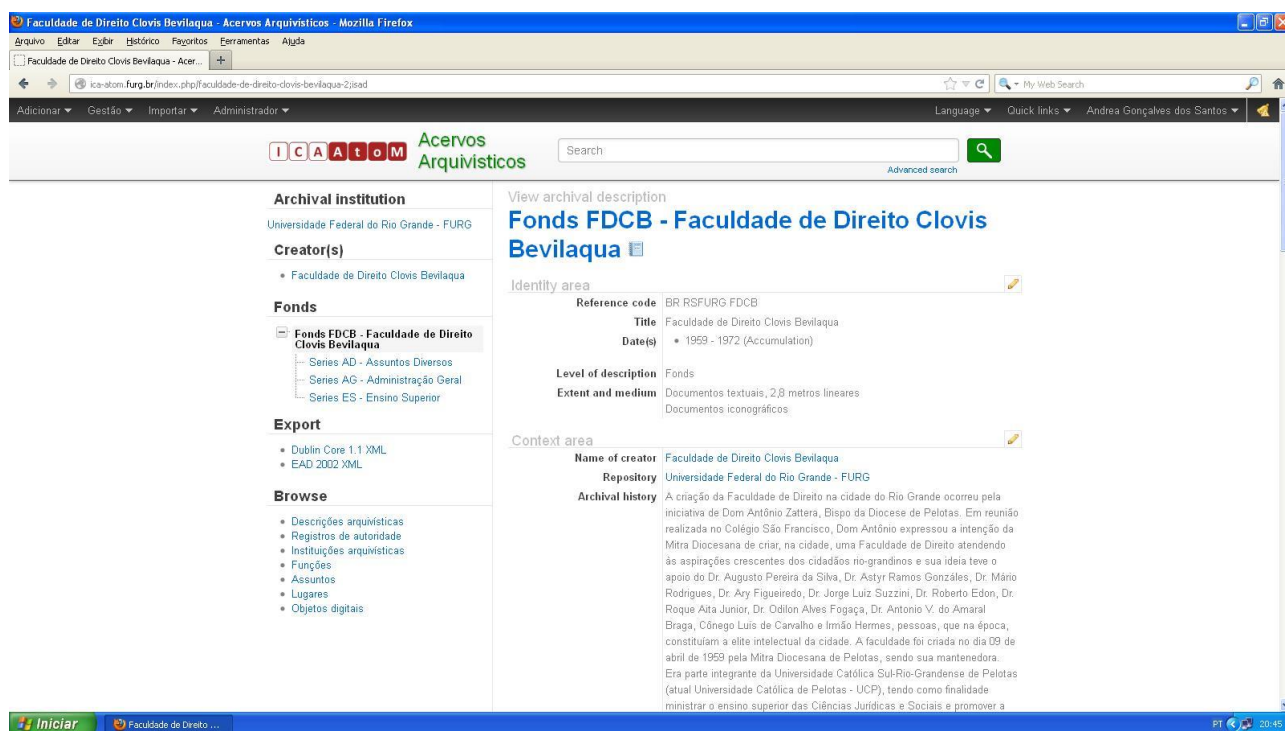 Faculdade de Direito Clovis Bevilaqua - Acervos Arquivísticos - Mozilla Firefox
Arquivo Editar Exibir Histórico Favoritos Ferramentas Ajuda
Faculdade de Direito Clovis Bevilaqua - Acer... +
ica-atom.furg.br/index.php/faculdade-de-direito-clovis-bevilaqua-2;isad
My Web Search
Adicionar Gestão Importar Administrador
Language Quick links Andrea Gonçalves dos Santos
ICAAtoM
Acervos
Arquivisticos
Search
Advanced search
Archival institution
Universidade Federal do Rio Grande - FURG
Creator(s)
Faculdade de Direito Clovis Bevilaqua
Fonds
Fonds FDCB - Faculdade de Direito
Clovis Bevilaqua
Series AD - Assuntos Diversos
Series AG - Administração Geral
Series ES - Ensino Superior
Export
Dublin Core 1.1 XML
EAD 2002 XML
Browse
Descrições arquivísticas
Registros de autoridade
Instituições arquivísticas
Funções
Assuntos
Lugares
Objetos digitais
View archival description
Fonds FDCB - Faculdade de Direito Clovis
Bevilaqua
Identity area
Reference code BR RSFURG FDCB
Title Faculdade de Direito Clovis Bevilaqua
Date(s) 1959 - 1972 (Accumulation)
Level of description Fonds
Extent and medium Documentos textuais, 2,8 metros lineares
Documentos iconográficos
Context area
Name of creator Faculdade de Direito Clovis Bevilaqua
Repository Universidade Federal do Rio Grande - FURG
Archival history A criação da Faculdade de Direito na cidade do Rio Grande ocorreu pela
iniciativa de Dom Antônio Zattera, Bispo da Diocese de Pelotas. Em reunião
realizada no Colégio São Francisco, Dom Antônio expressou a intenção da
Mitra Diocesana de criar, na cidade, uma Faculdade de Direito atendendo
às aspirações crescentes dos cidadãos rio-grandinos e sua ideia teve o
apoio do Dr. Augusto Pereira da Silva, Dr. Astyr Ramos Gonzáles, Dr. Mário
Rodrigues, Dr. Ary Figueiredo, Dr. Jorge Luiz Suzzini, Dr. Roberto Edon, Dr.
Roque Aita Junior, Dr. Odilon Alves Fogaça, Dr. Antonio V. do Amaral
Braga, Cônego Luís de Carvalho e Irmão Hermes, pessoas, que na época,
constituíam a elite intelectual da cidade. A faculdade foi criada no dia 09 de
abril de 1959 pela Mitra Diocesana de Pelotas, sendo sua mantenedora.
Era parte integrante da Universidade Católica Sul-Rio-Grandense de Pelotas
(atual Universidade Católica de Pelotas - UCP), tendo como finalidade
ministrar o ensino superior das Ciências Jurídicas e Sociais e promover a
Iniciar Faculdade de Direito ... PT 20:45